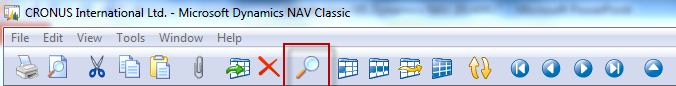 CRONUS International Ltd. - Microsoft Dynamics NAV Classic
File Edit View Tools Window Help